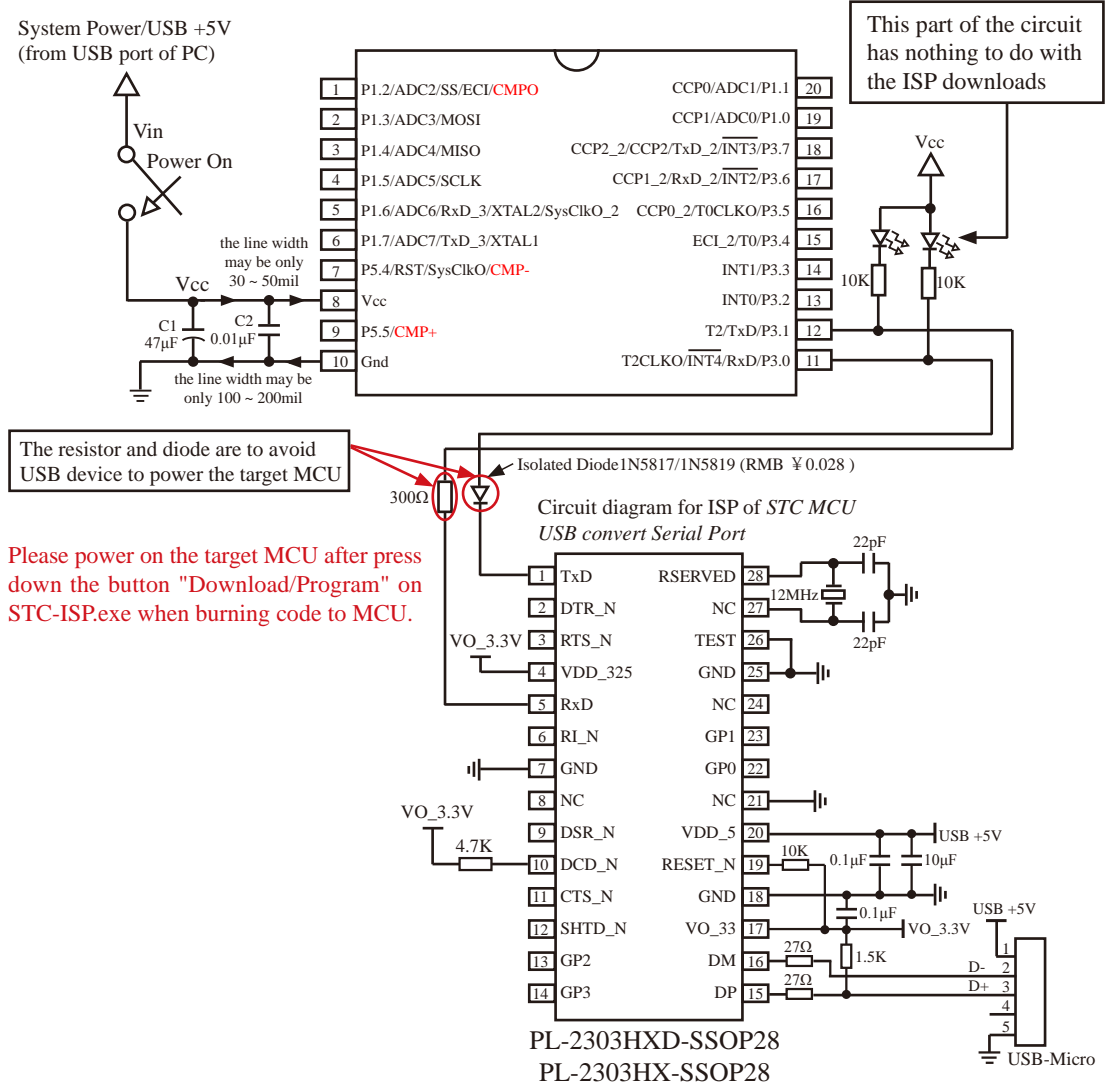 System Power/USB +5V
(from USB port of PC)
Vin
Power On
This part of the circuit
has nothing to do with
the ISP downloads
1 P1.2/ADC2/SS/ECI/CMPO
2 P1.3/ADC3/MOSI
3 P1.4/ADC4/MISO
4 P1.5/ADC5/SCLK
5 P1.6/ADC6/RxD_3/XTAL2/SysClkO_2
6 P1.7/ADC7/TxD_3/XTAL1
7 P5.4/RST/SysClkO/CMP-
8 Vcc
9 P5.5/CMP+
10 Gnd
CCP0/ADC1/P1.1 20
CCP1/ADC0/P1.0 19
CCP2_2/CCP2/TxD_2/INT3/P3.7 18
CCP1_2/RxD_2/INT2/P3.6 17
CCP0_2/T0CLKO/P3.5 16
ECI_2/T0/P3.4 15
INT1/P3.3 14
INT0/P3.2 13
T2/TxD/P3.1 12
T2CLKO/INT4/RxD/P3.0 11
Vcc
10K
10K
the line width
may be only
30 ~ 50mil
Vcc
C1
47μF
C2
0.01μF
the line width may be
only 100 ~ 200mil
The resistor and diode are to avoid
USB device to power the target MCU
300Ω
Isolated Diode1N5817/1N5819 (RMB ￥0.028 )
Please power on the target MCU after press
down the button "Download/Program" on
STC-ISP.exe when burning code to MCU.
Circuit diagram for ISP of STC MCU
USB convert Serial Port
1 TxD
2 DTR_N
3 RTS_N
4 VDD_325
5 RxD
6 RI_N
7 GND
8 NC
9 DSR_N
10 DCD_N
11 CTS_N
12 SHTD_N
13 GP2
14 GP3
RSERVED 28
NC 27
TEST 26
GND 25
NC 24
GP1 23
GP0 22
NC 21
VDD_5 20
RESET_N 19
GND 18
VO_33 17
DM 16
DP 15
VO_3.3V
VO_3.3V
4.7K
22pF
12MHz
22pF
USB +5V
0.1μF
10μF
10K
0.1μF
VO_3.3V
1.5K
27Ω
27Ω
USB +5V
D-
D+
1
2
3
4
5
USB-Micro
PL-2303HXD-SSOP28
PL-2303HX-SSOP28